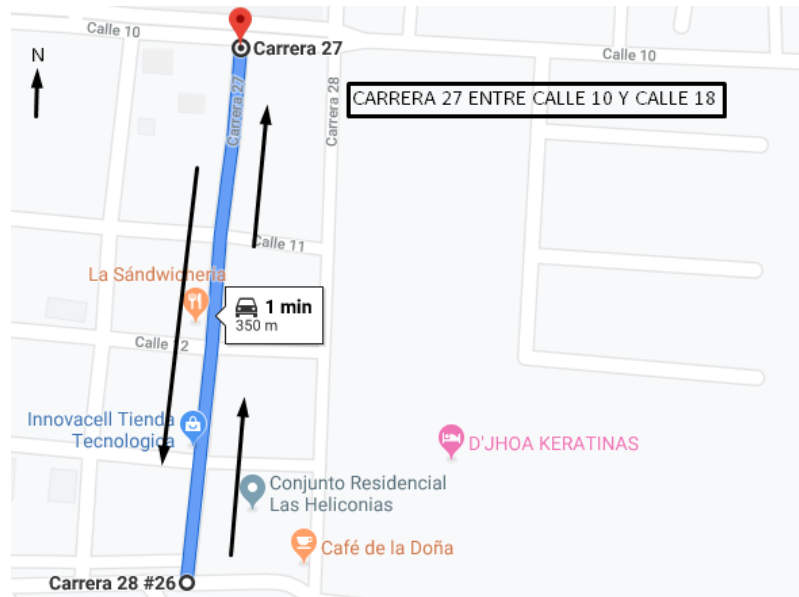 Calle 10
Carrera 27
Calle 10
N
Carrera 27
Carrera 28
CARRERA 27 ENTRE CALLE 10 Y CALLE 18
Calle 11
La Sándwicheria
1 min
350 m
Calle 12
Innovacell Tienda
Tecnologica
D'JHOA KERATINAS
Conjunto Residencial
Las Heliconias
Café de la Doña
Carrera 28 #26